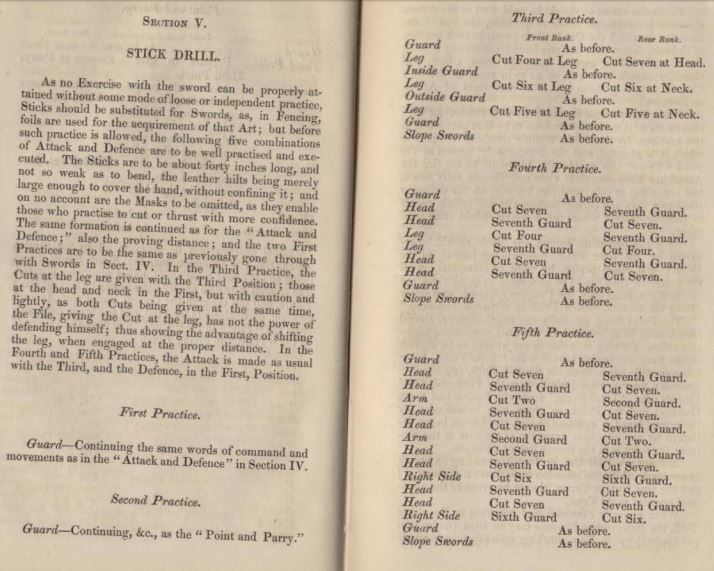 SECTION V.
STICK DRILL.
As no Exercise with the sword can be properly at-
tained without some mode of loose or independent practice,
Sticks should be substituted for Swords, as, in Fencing,
foils are used for the acquirement of that Art; but before
such practice is allowed, the following five combinations
of Attack and Defence are to be well practised and exe-
cuted. The Sticks are to be about forty inches long, and
not so weak as to bend, the leather hilts being merely
large enough to cover the hand, without confining it; and
on no account are the Masks to be omitted, as they enable
those who practise to cut or thrust with more confidence.
The same formation is continued as for the "Attack and
Defence;" also the proving distance; and the two First
Practices are to be the same as previously gone through
with Swords in Sect. IV. In the Third Practice, the
Cuts at the leg are given with the Third Position; those
at the head and neck in the First, but with caution and
lightly, as both Cuts being given at the same time,
the File, giving the Cut at the leg, has not the power of
defending himself; thus showing the advantage of shifting
the leg, when engaged at the proper distance. In the
Fourth and Fifth Practices, the Attack is made as usual
with the Third, and the Defence, in the First, Position.
First Practice.
Guard—Continuing the same words of command and
movements as in the "Attack and Defence" in Section IV.
Second Practice.
Guard—Continuing, &c., as the "Point and Parry."
Third Practice.
Front Rank. Rear Rank.
Guard As before.
Leg Cut Four at Leg Cut Seven at Head.
Inside Guard As before.
Leg Cut Six at Leg Cut Six at Neck.
Outside Guard As before.
Leg Cut Five at Leg Cut Five at Neck.
Guard As before.
Slope Swords As before.
Fourth Practice.
Guard As before.
Head Cut Seven Seventh Guard.
Head Seventh Guard Cut Seven.
Leg Cut Four Seventh Guard.
Leg Seventh Guard Cut Four.
Head Cut Seven Seventh Guard.
Head Seventh Guard Cut Seven.
Guard As before.
Slope Swords As before.
Fifth Practice.
Guard As before.
Head Cut Seven Seventh Guard.
Head Seventh Guard Cut Seven.
Arm Cut Two Second Guard.
Head Seventh Guard Cut Seven.
Head Cut Seven Seventh Guard.
Arm Second Guard Cut Two.
Head Cut Seven Seventh Guard.
Head Seventh Guard Cut Seven.
Right Side Cut Six Sixth Guard.
Head Seventh Guard Cut Seven.
Head Cut Seven Seventh Guard.
Right Side Sixth Guard Cut Six.
Guard As before.
Slope Swords As before.